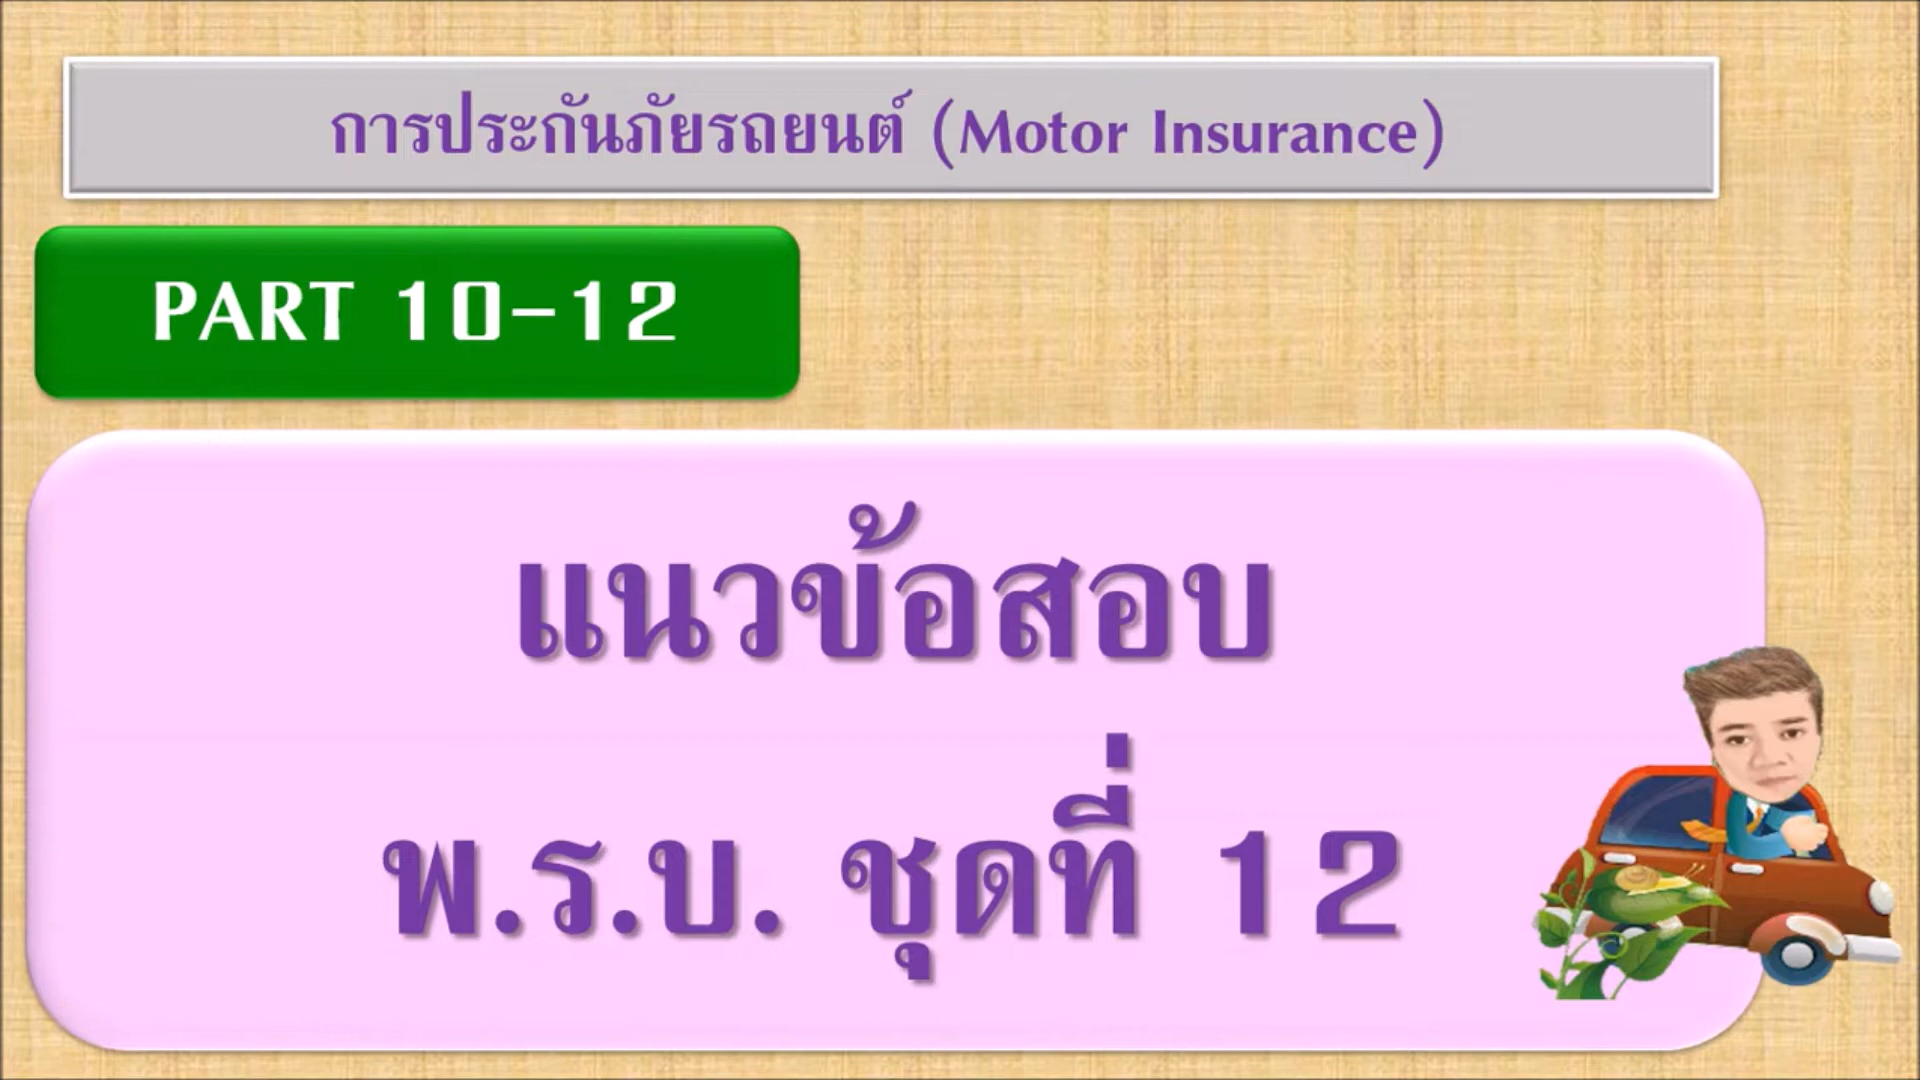 การประกันภัยรถยนต์ (Motor Insurance)
PART 10-12
แนวข้อสอบ
พ.ร.บ. ชุดที่ 12